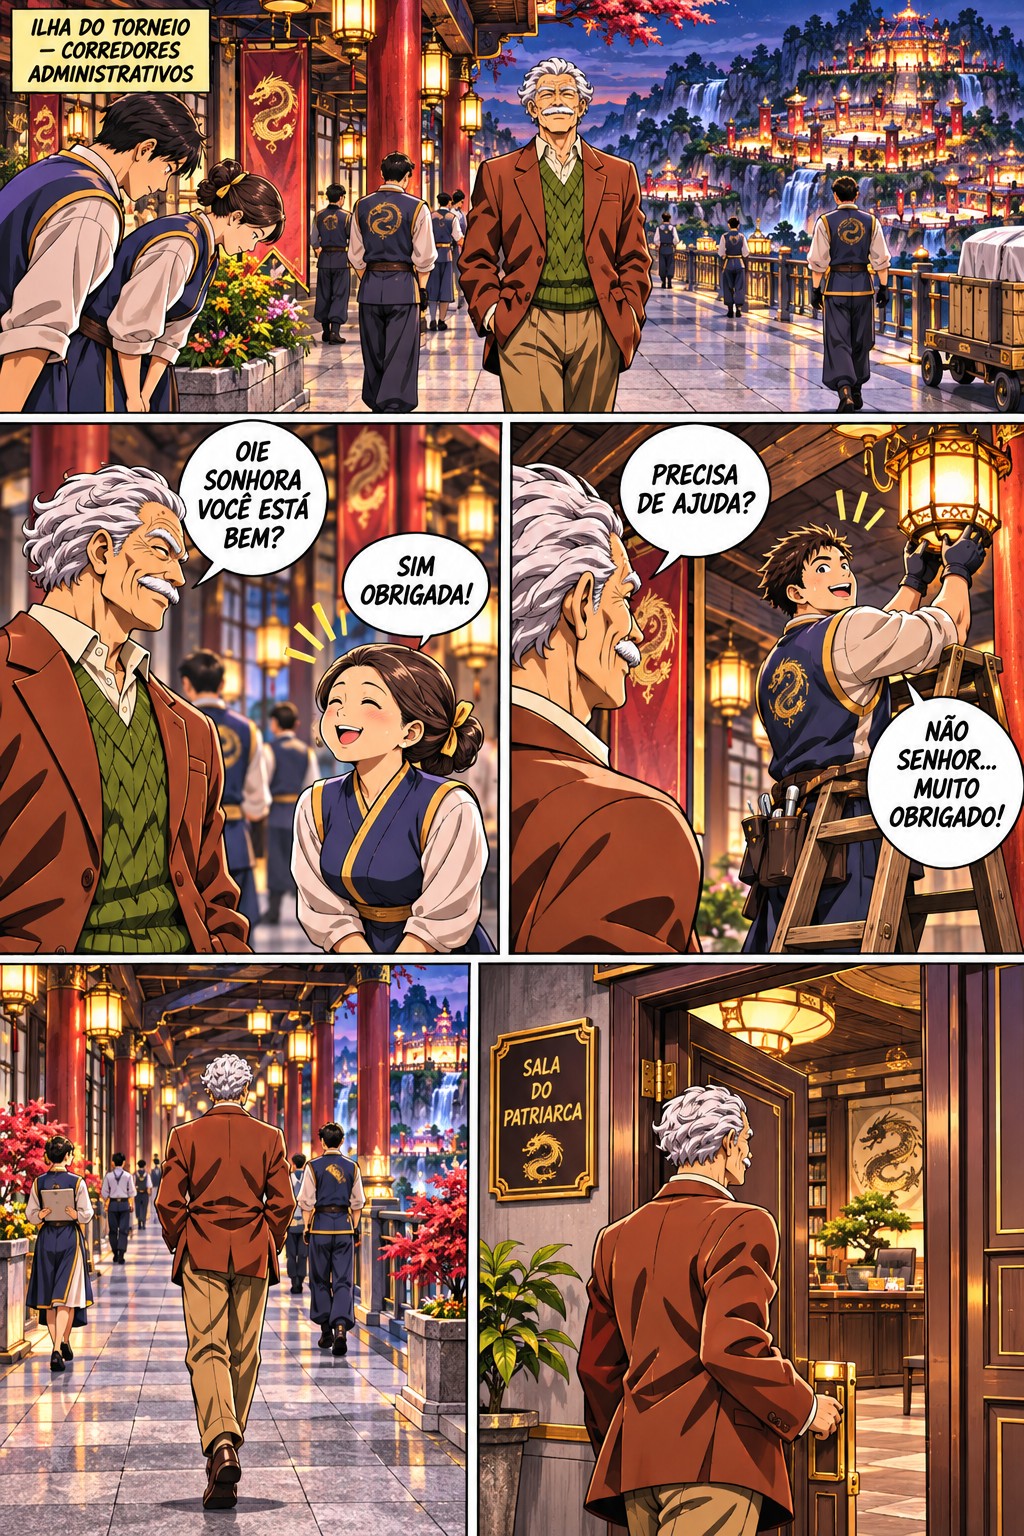 ILHA DO TORNEIO
– CORREDORES
ADMINISTRATIVOS
OIE
SONHORA
VOCÊ ESTÁ
BEM?
SIM
OBRIGADA!
PRECISA
DE AJUDA?
NÃO
SENHOR...
MUITO
OBRIGADO!
SALA
DO
PATRIARCA